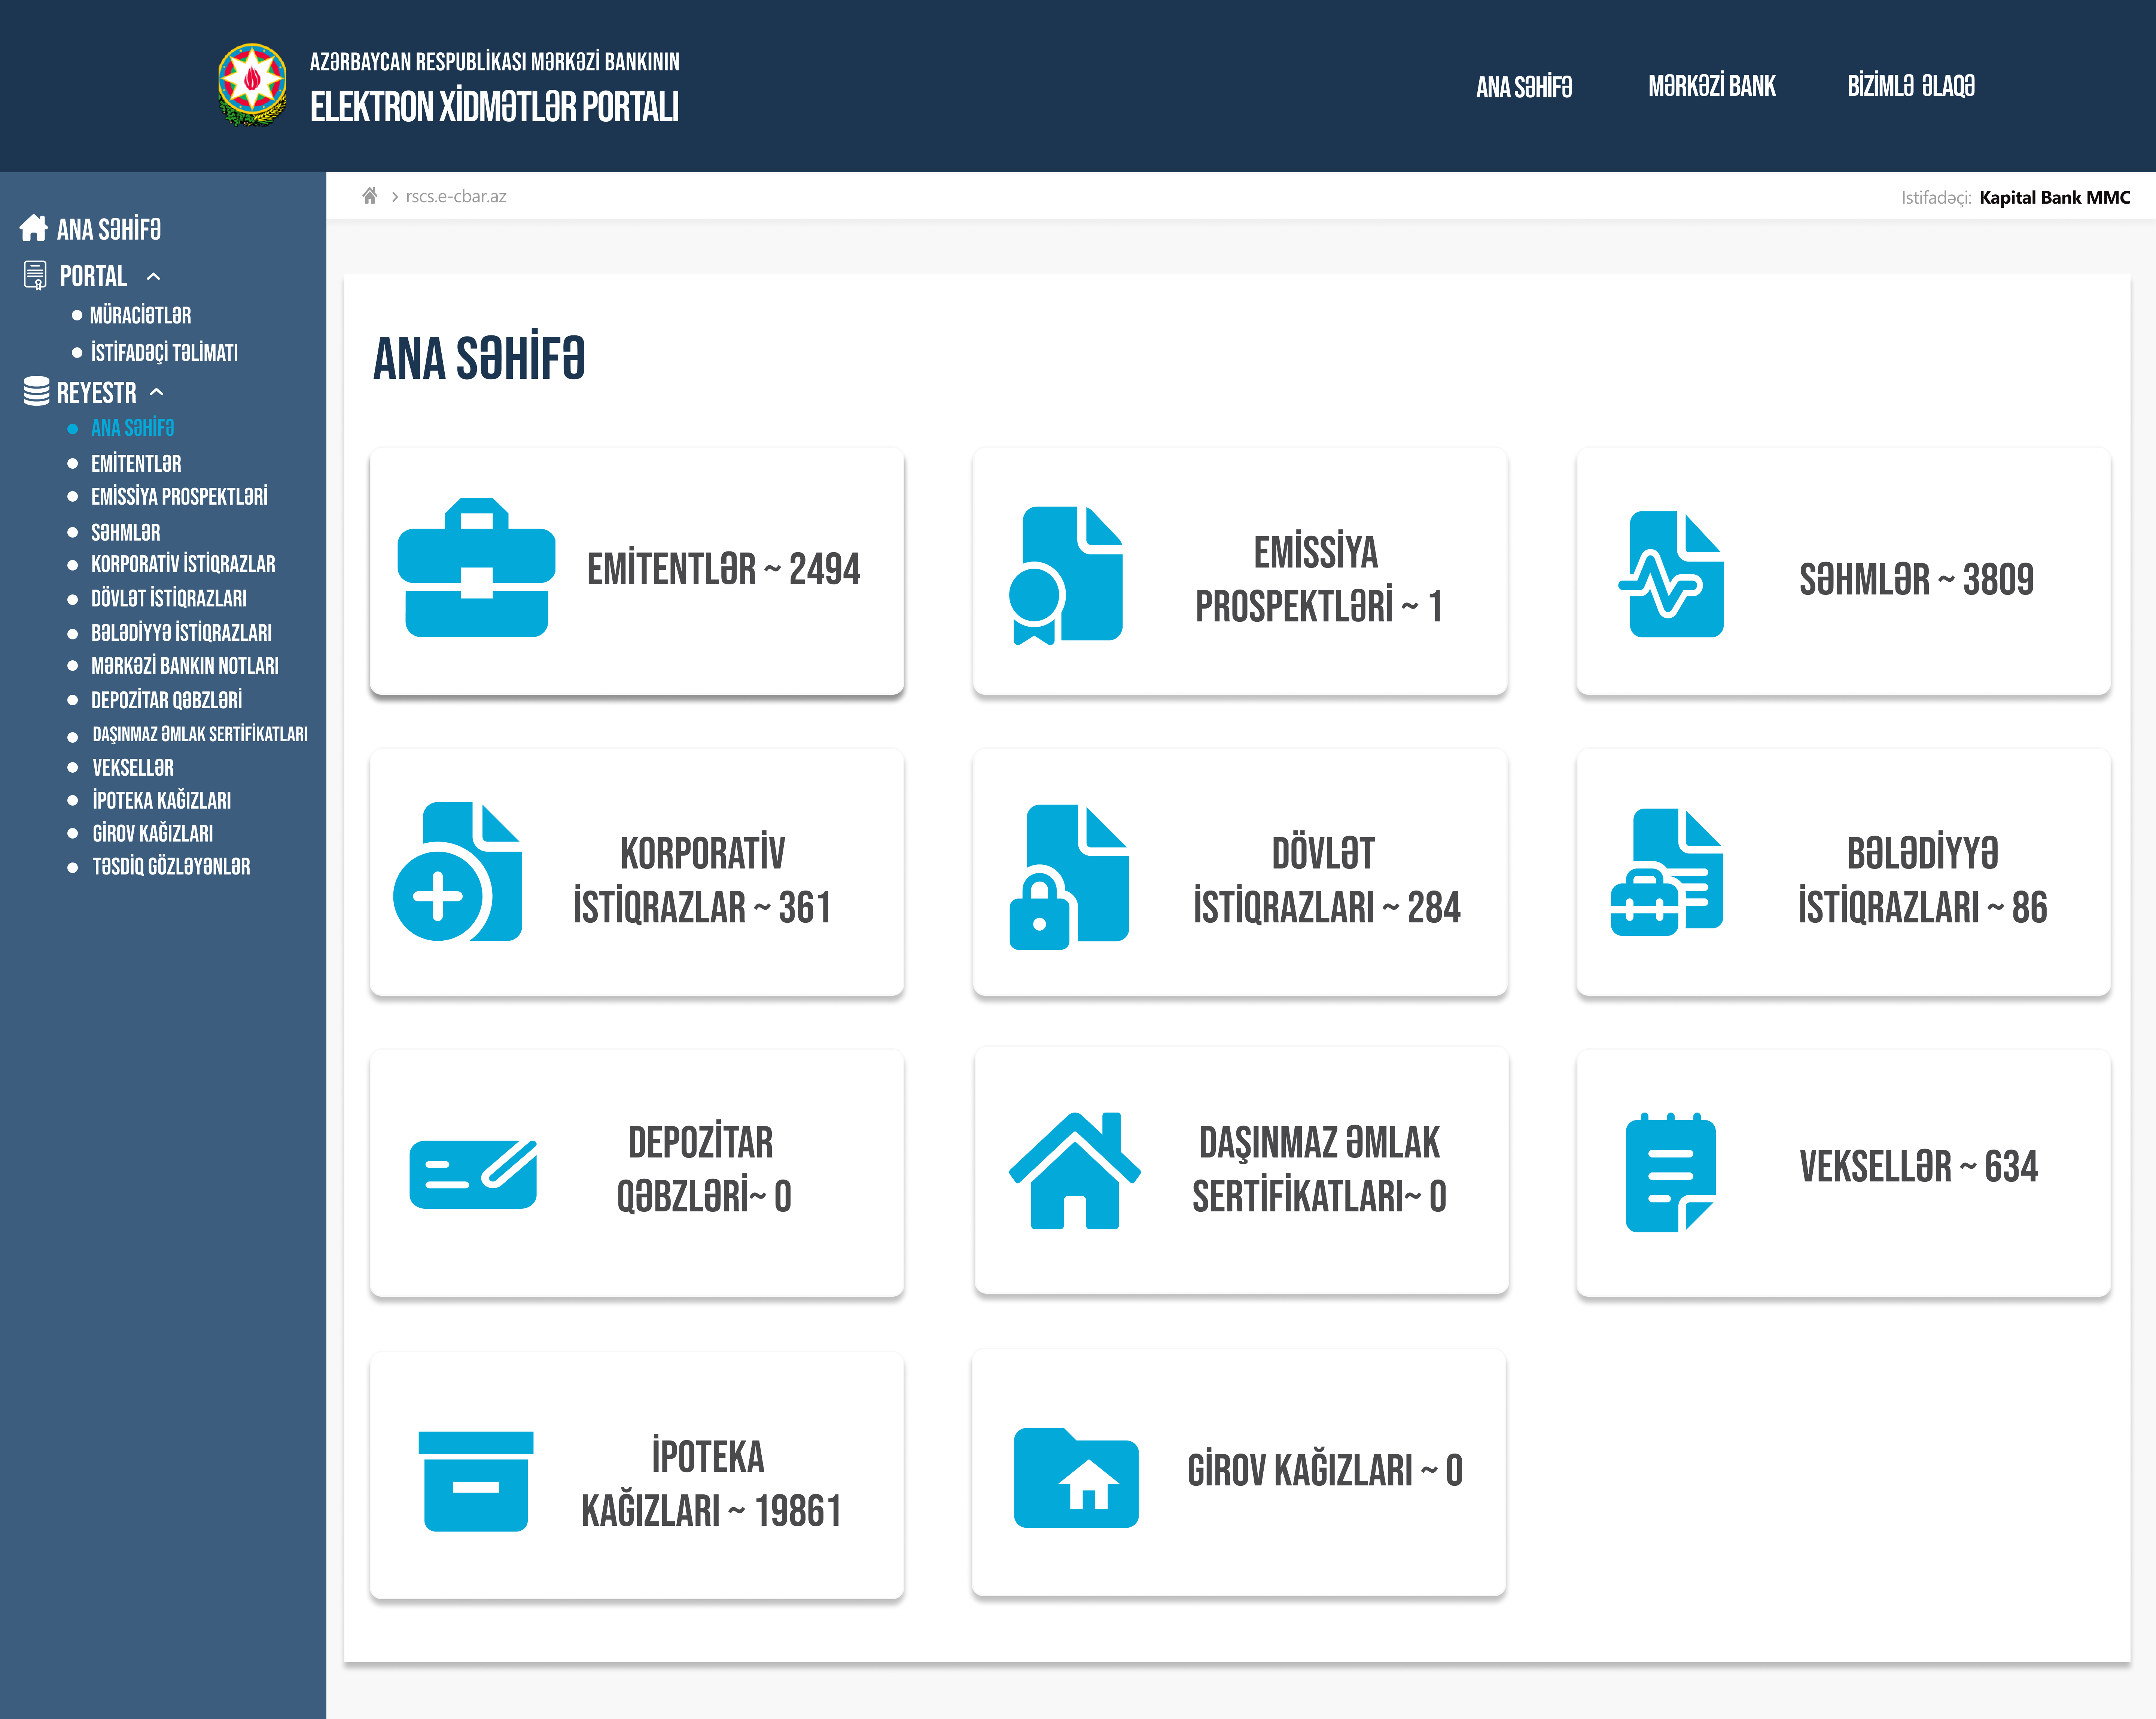 AZƏRBAYCAN RESPUBLİKASI MƏRKƏZİ BANKININ
ELEKTRON XİDMƏTLƏR PORTALI
ANA SƏHİFƏ
MƏRKƏZİ BANK
BİZİMLƏ ƏLAQƏ
rscs.e-cbar.az
Istifadəçi: Kapital Bank MMC
ANA SƏHİFƏ
PORTAL
MÜRACİƏTLƏR
İSTİFADƏÇİ TƏLİMATI
REYESTR
ANA SƏHİFƏ
EMİTENTLƏR
EMİSSİYA PROSPEKTLƏRİ
SƏHMLƏR
KORPORATİV İSTİQRAZLAR
DÖVLƏT İSTİQRAZLARI
BƏLƏDİYYƏ İSTİQRAZLARI
MƏRKƏZİ BANKIN NOTLARI
DEPOZİTAR QƏBZLƏRİ
DAŞINMAZ ƏMLAK SERTİFİKATLARI
VEKSELLƏR
İPOTEKA KAĞIZLARI
GİROV KAĞIZLARI
TƏSDİQ GÖZLƏYƏNLƏR
ANA SƏHİFƏ
EMİTENTLƏR ~ 2494
EMİSSİYA
PROSPEKTLƏRİ ~ 1
SƏHMLƏR ~ 3809
KORPORATİV
İSTİQRAZLAR ~ 361
DÖVLƏT
İSTİQRAZLARI ~ 284
BƏLƏDİYYƏ
İSTİQRAZLARI ~ 86
DEPOZİTAR
QƏBZLƏRİ~ 0
DAŞINMAZ ƏMLAK
SERTİFİKATLARI~ 0
VEKSELLƏR ~ 634
İPOTEKA
KAĞIZLARI ~ 19861
GİROV KAĞIZLARI ~ 0